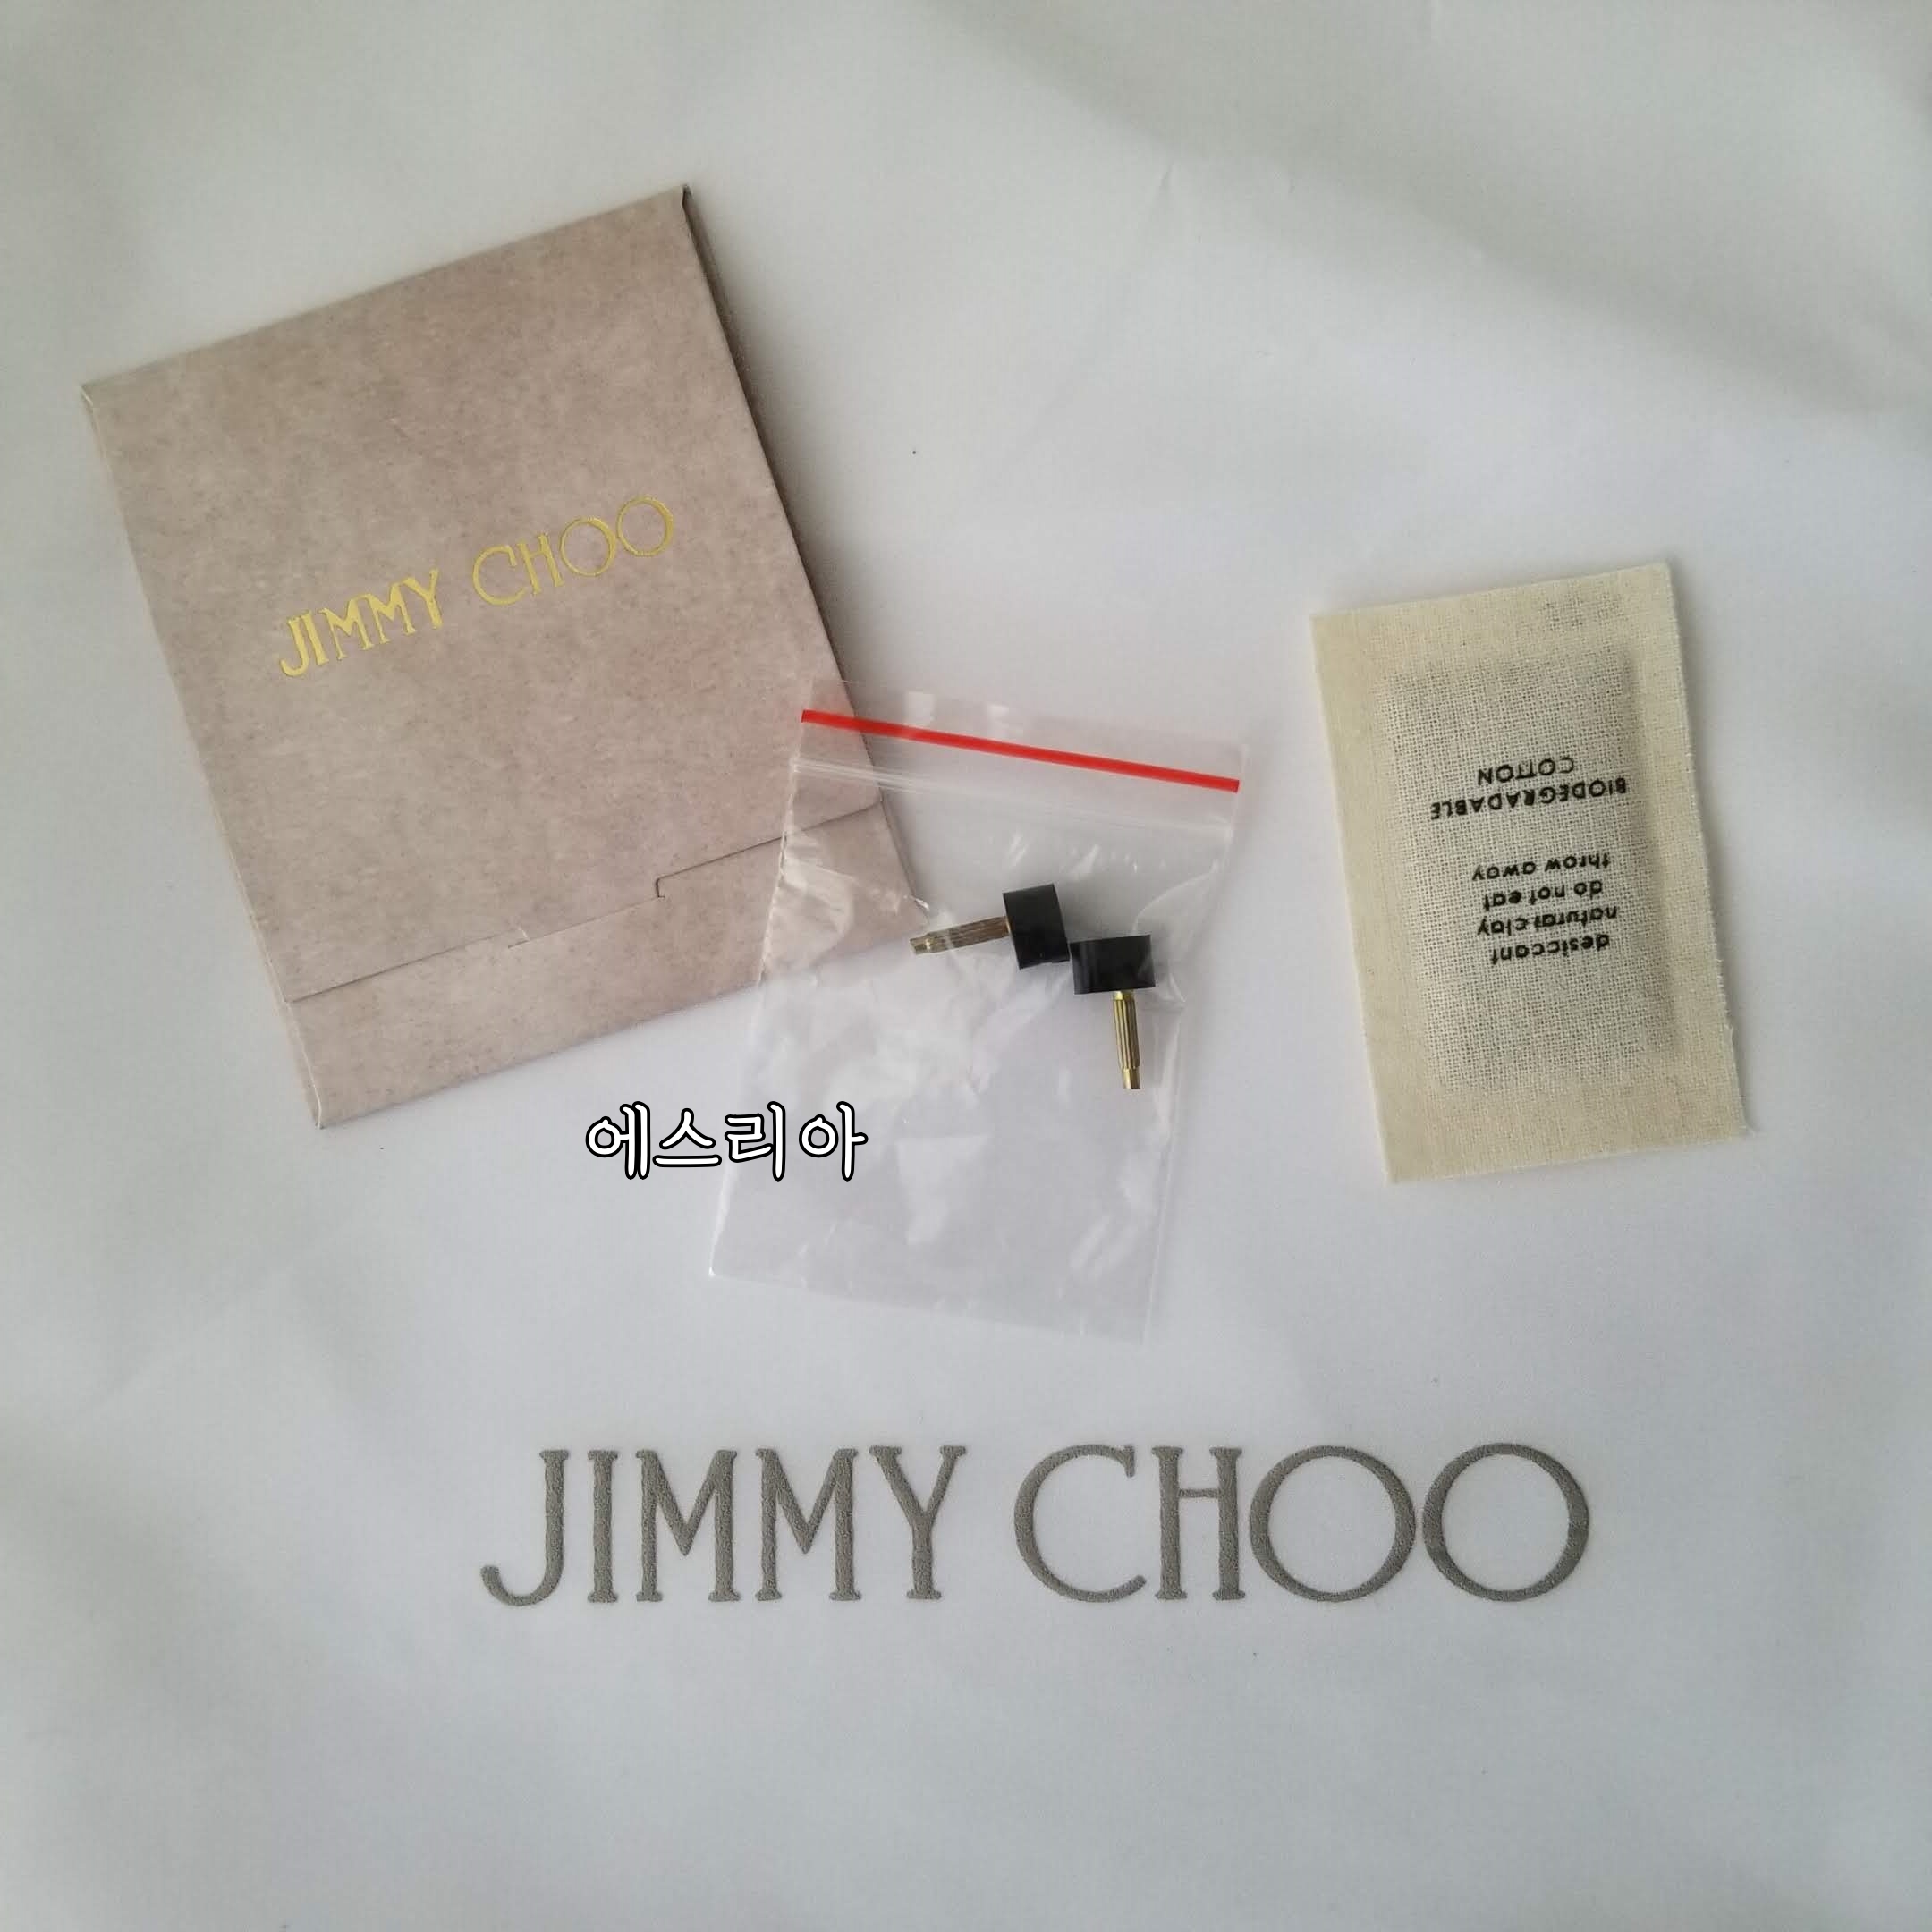 JIMMY CHOO
BIODEGRADABLE
COTTON
desiccant
natural clay
do not eat
throw away
에스리아
JIMMY CHOO